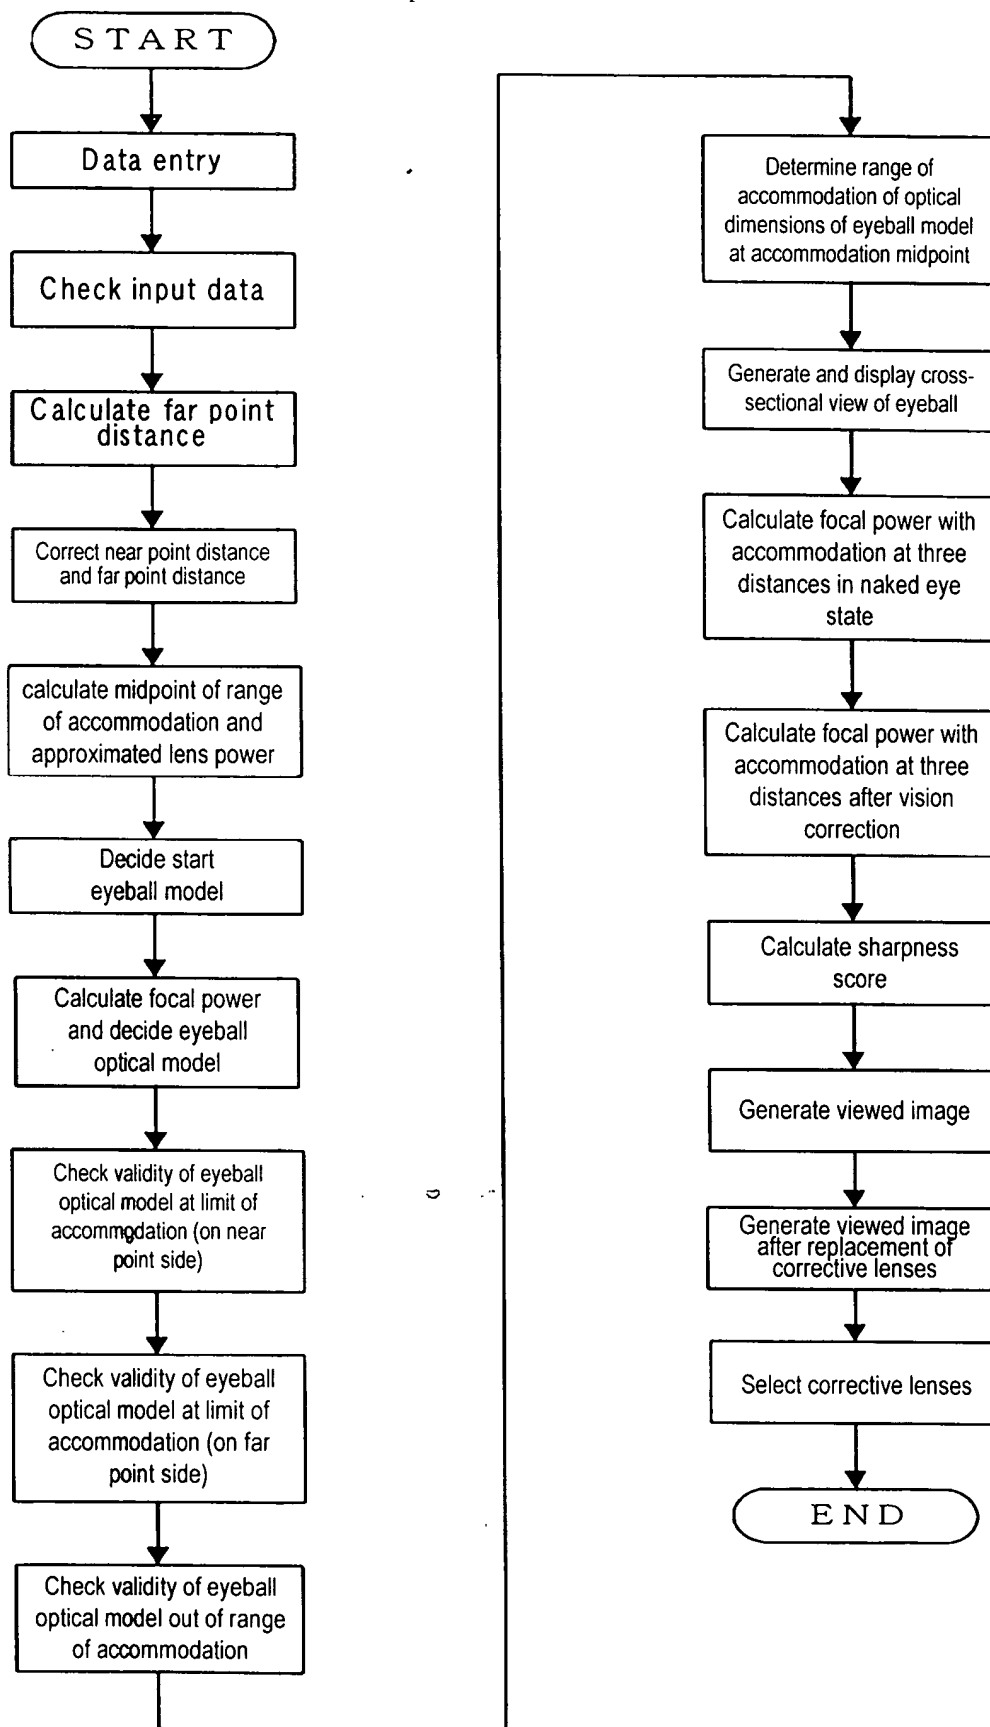 START
Data entry
Check input data
Calculate far point
distance
Correct near point distance
and far point distance
calculate midpoint of range
of accommodation and
approximated lens power
Decide start
eyeball model
Calculate focal power
and decide eyeball
optical model
Check validity of eyeball
optical model at limit of
accommodation (on near
point side)
Check validity of eyeball
optical model at limit of
accommodation (on far
point side)
Check validity of eyeball
optical model out of range
of accommodation
Determine range of
accommodation of optical
dimensions of eyeball model
at accommodation midpoint
Generate and display cross-
sectional view of eyeball
Calculate focal power with
accommodation at three
distances in naked eye
state
Calculate focal power with
accommodation at three
distances after vision
correction
Calculate sharpness
score
Generate viewed image
Generate viewed image
after replacement of
corrective lenses
Select corrective lenses
END